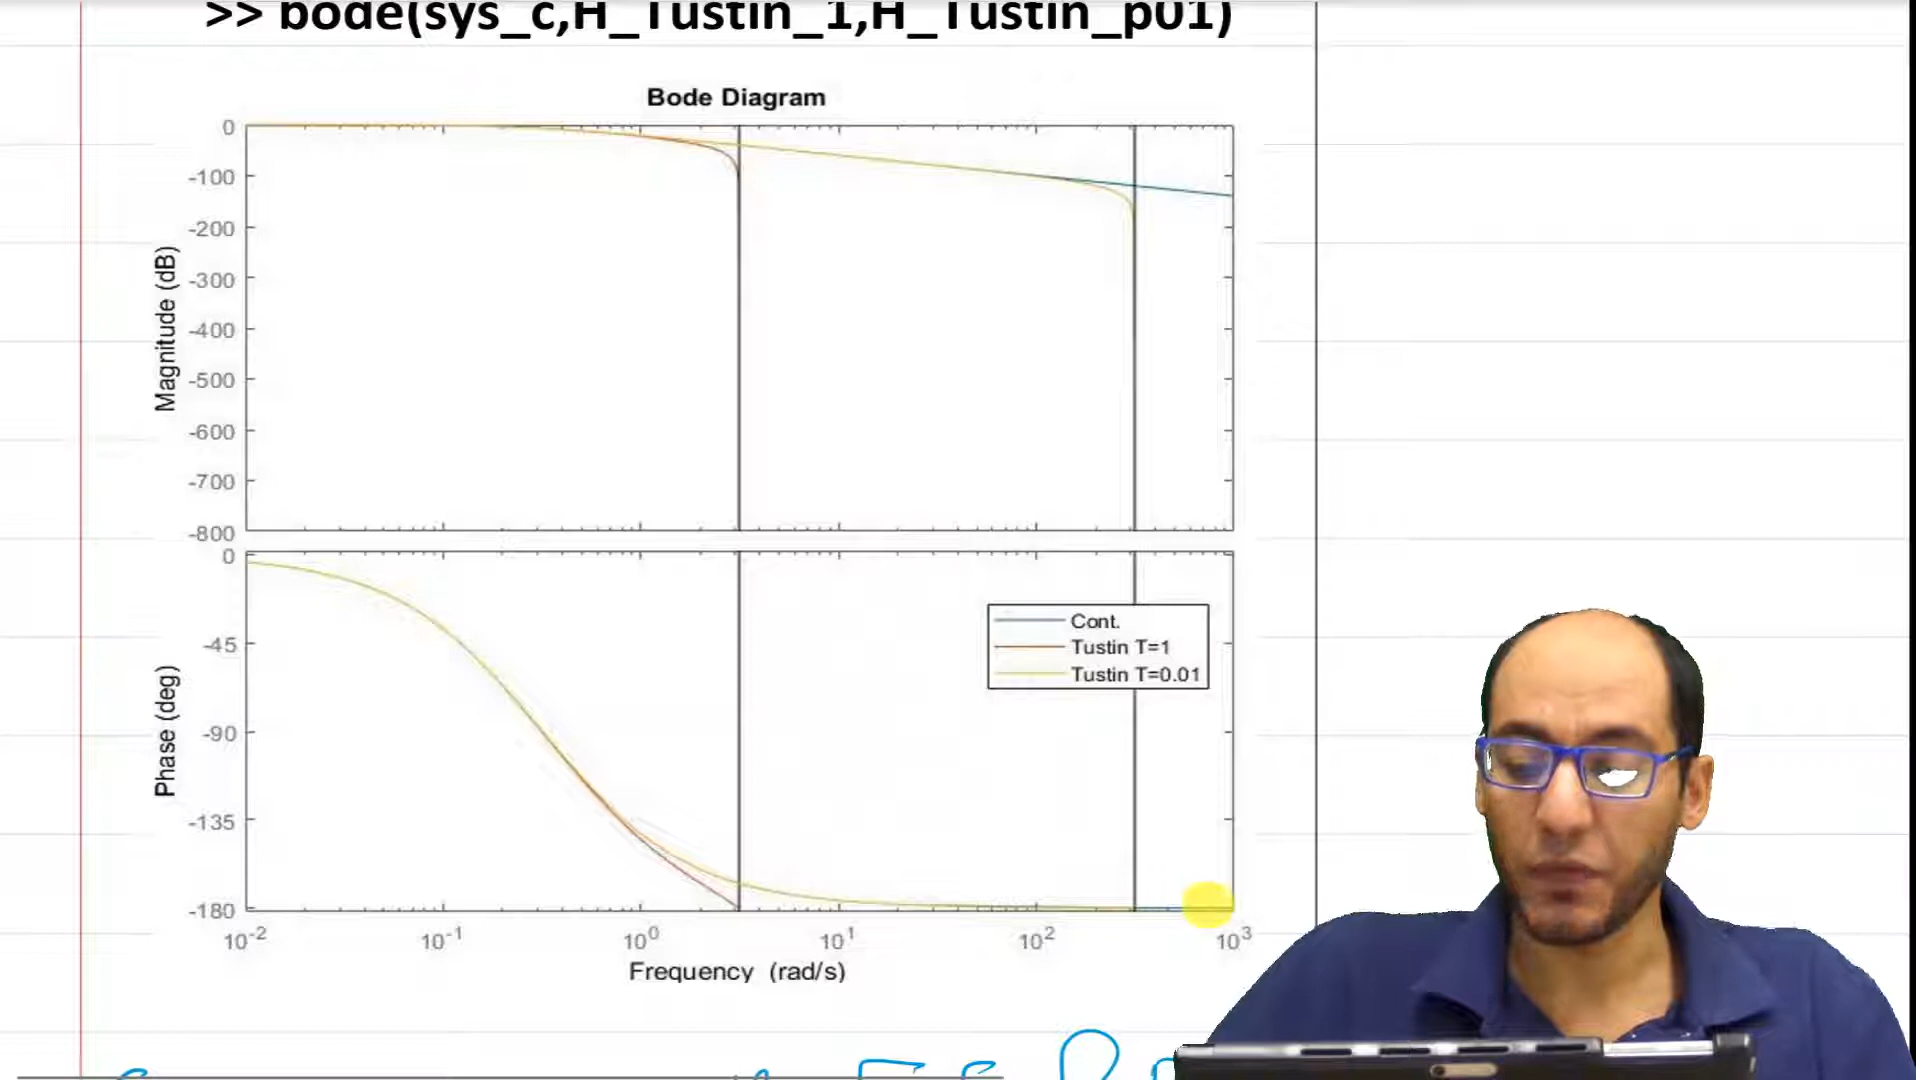 >> bode(sys_c,H_Tustin_1,H_Tustin_p01)
Bode Diagram
Magnitude (dB)
0
-100
-200
-300
-400
-500
-600
-700
-800
Phase (deg)
0
-45
-90
-135
-180
Cont.
Tustin T=1
Tustin T=0.01
10-2 10-1 100 101 102 103
Frequency (rad/s)